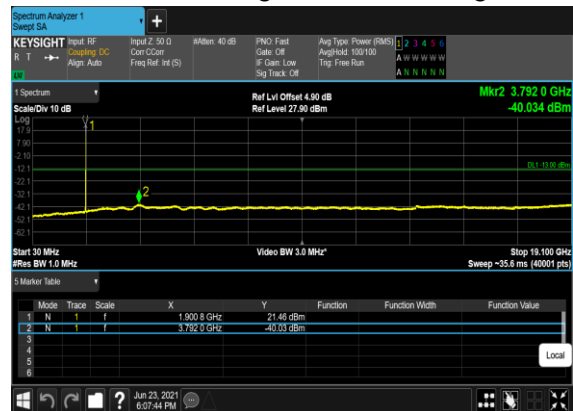 Spectrum Analyzer 1
Swept SA
+
KEYSIGHT Input: RF Input Z: 50 Ω #Atten: 40 dB PNO: Fast Avg Type: Power (RMS) 1 2 3 4 5 6
R T Coupling: DC Corr CCorr Gate: Off Avg|Hold: 100/100 A W W W W W
Align: Auto Freq Ref: Int (S) IF Gain: Low Trig: Free Run
LW Sig Track: Off A N N N N N
1 Spectrum Ref Lvl Offset 4.90 dB Mkr2 3.792 0 GHz
Scale/Div 10 dB Ref Level 27.90 dBm -40.034 dBm
Log
1
17.9
7.90
-2.10
-12.1 DL1 -13.00 dBm
-22.1
-32.1 2
-42.1
-52.1
-62.1
Start 30 MHz Video BW 3.0 MHz* Stop 19.100 GHz
#Res BW 1.0 MHz Sweep ~35.6 ms (40001 pts)
5 Marker Table
Mode Trace Scale X Y Function Function Width Function Value
1 N 1 f 1.900 8 GHz 21.46 dBm
2 N 1 f 3.792 0 GHz -40.03 dBm
3
4
5
6
Local
? Jun 23, 2021
6:07:44 PM